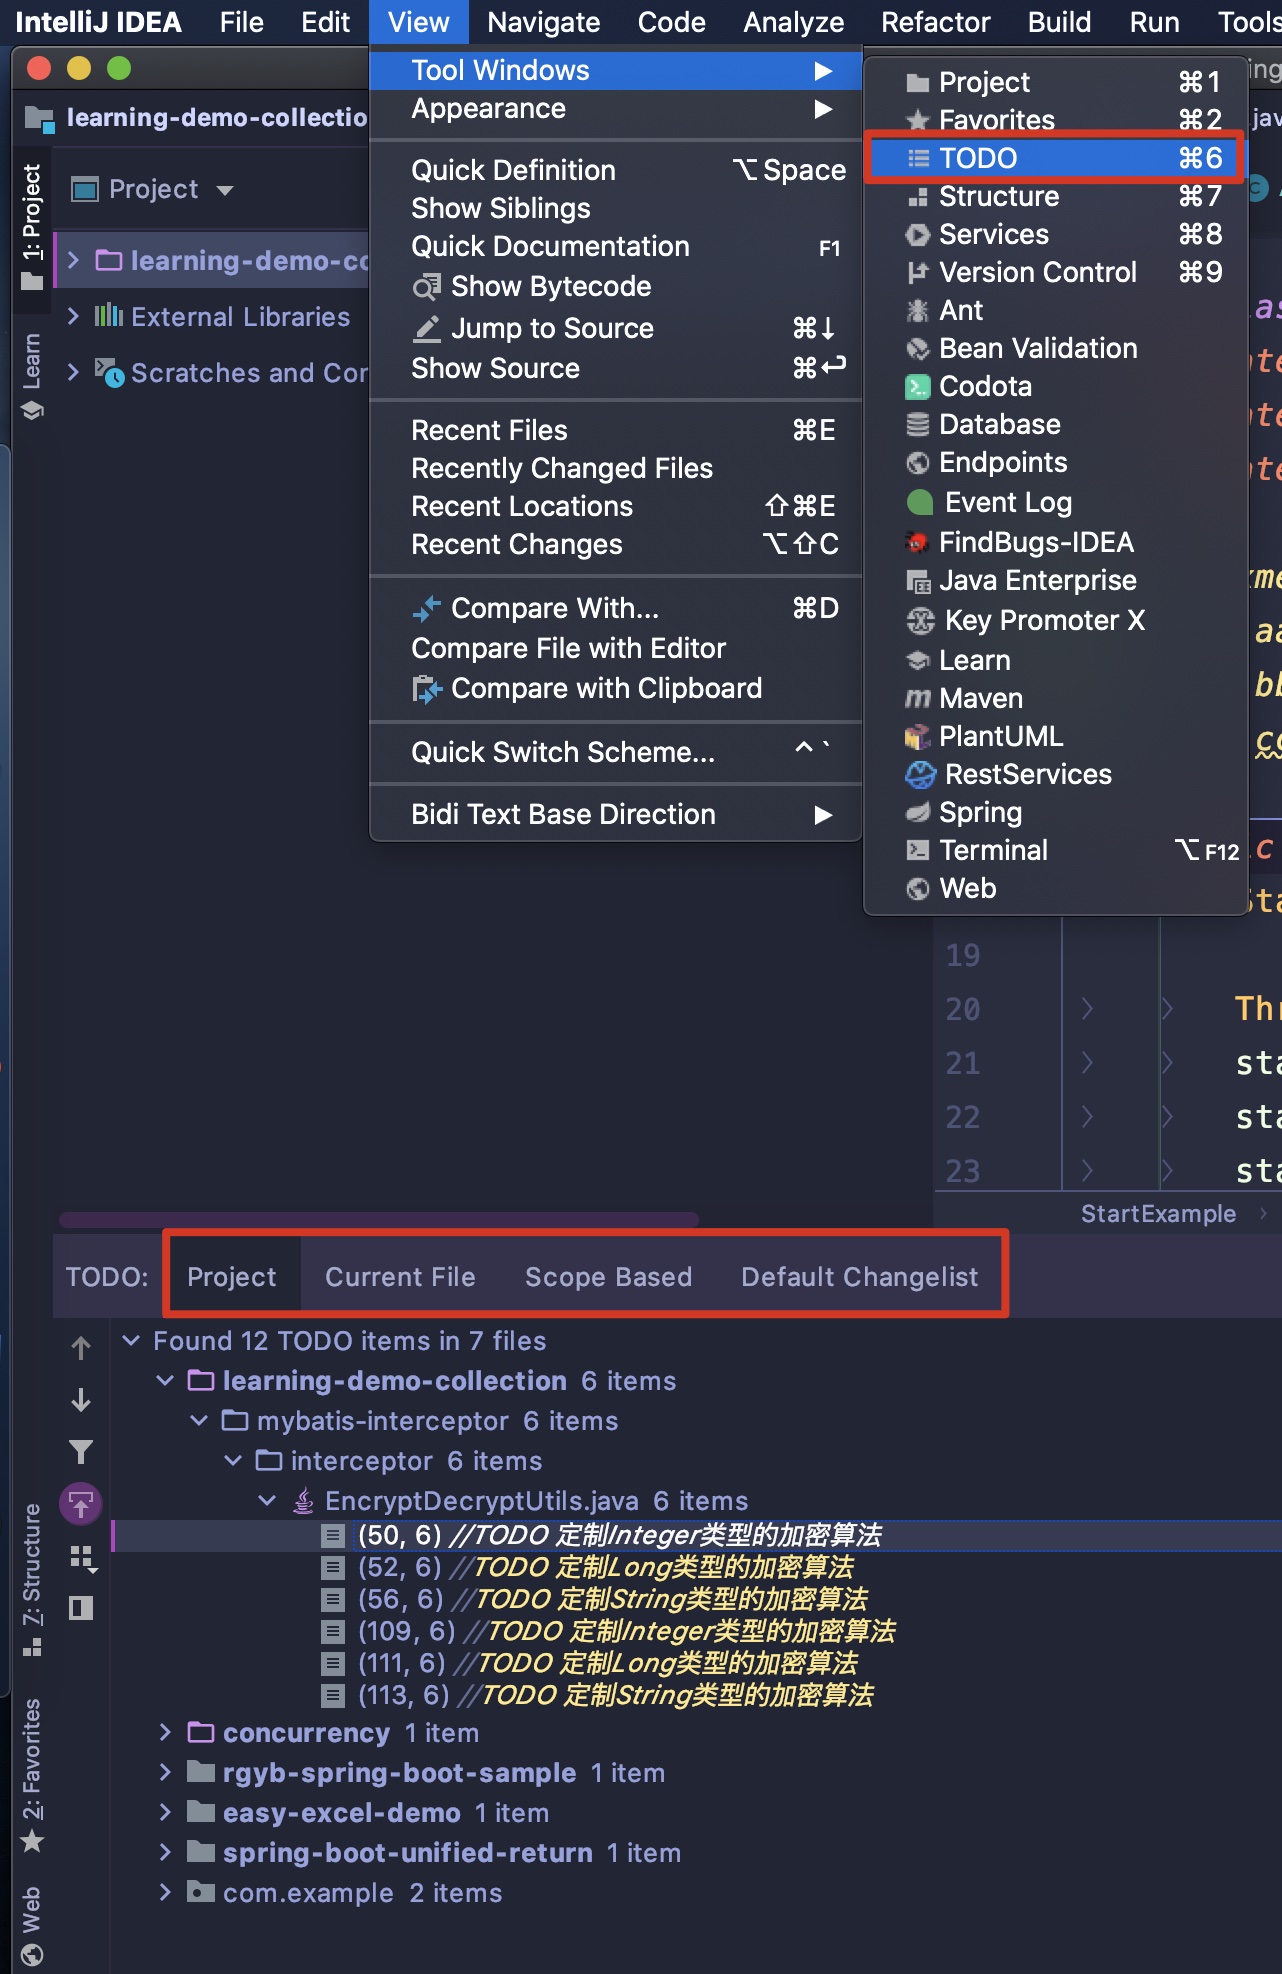 IntelliJ IDEA File Edit View Navigate Code Analyze Refactor Build Run Tools
learning-demo-collectio
Project
1: Project
learning-demo-co
External Libraries
Scratches and Con
Learn
Tool Windows
Appearance
Quick Definition ⌥Space
Show Siblings
Quick Documentation F1
Show Bytecode
Jump to Source ⌘↓
Show Source ⌘↩
Recent Files ⌘E
Recently Changed Files
Recent Locations ⇧⌘E
Recent Changes ⌥⇧C
Compare With... ⌘D
Compare File with Editor
Compare with Clipboard
Quick Switch Scheme... ^`
Bidi Text Base Direction
Project ⌘1
Favorites ⌘2
TODO ⌘6
Structure ⌘7
Services ⌘8
Version Control ⌘9
Ant
Bean Validation
Codota
Database
Endpoints
Event Log
FindBugs-IDEA
Java Enterprise
Key Promoter X
Learn
Maven
PlantUML
RestServices
Spring
Terminal ⌥F12
Web
19
20 Thr
21 sta
22 sta
23 sta
StartExample
TODO: Project Current File Scope Based Default Changelist
Found 12 TODO items in 7 files
learning-demo-collection 6 items
mybatis-interceptor 6 items
interceptor 6 items
EncryptDecryptUtils.java 6 items
(50, 6) //TODO 定制Integer类型的加密算法
(52, 6) //TODO 定制Long类型的加密算法
(56, 6) //TODO 定制String类型的加密算法
(109, 6) //TODO 定制Integer类型的加密算法
(111, 6) //TODO 定制Long类型的加密算法
(113, 6) //TODO 定制String类型的加密算法
concurrency 1 item
rgyb-spring-boot-sample 1 item
easy-excel-demo 1 item
spring-boot-unified-return 1 item
com.example 2 items
7: Structure
2: Favorites
Web